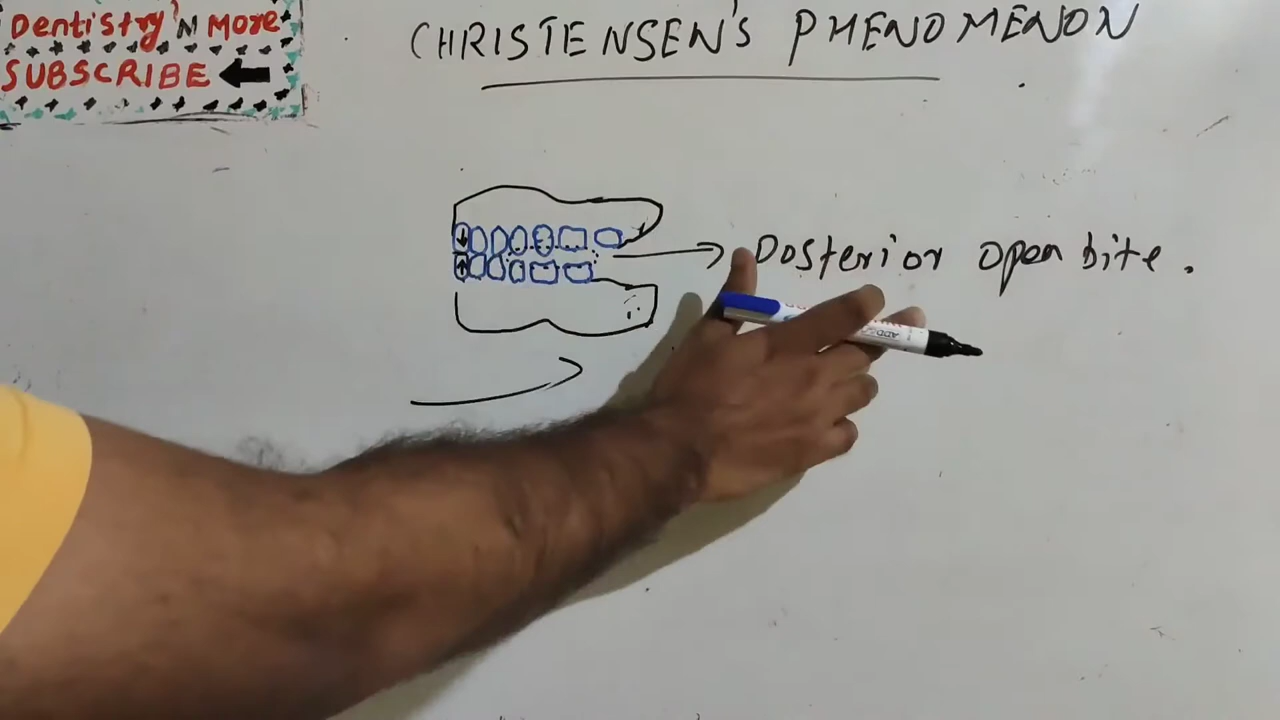 Dentistry'N More
SUBSCRIBE
CHRISTENSEN'S PHENOMENON
Posterior open bite.